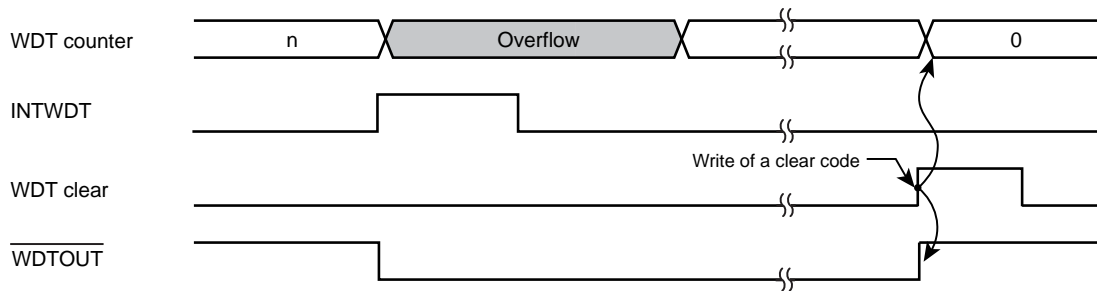 WDT counter
n
Overflow
0
INTWDT
Write of a clear code
WDT clear
WDTOUT